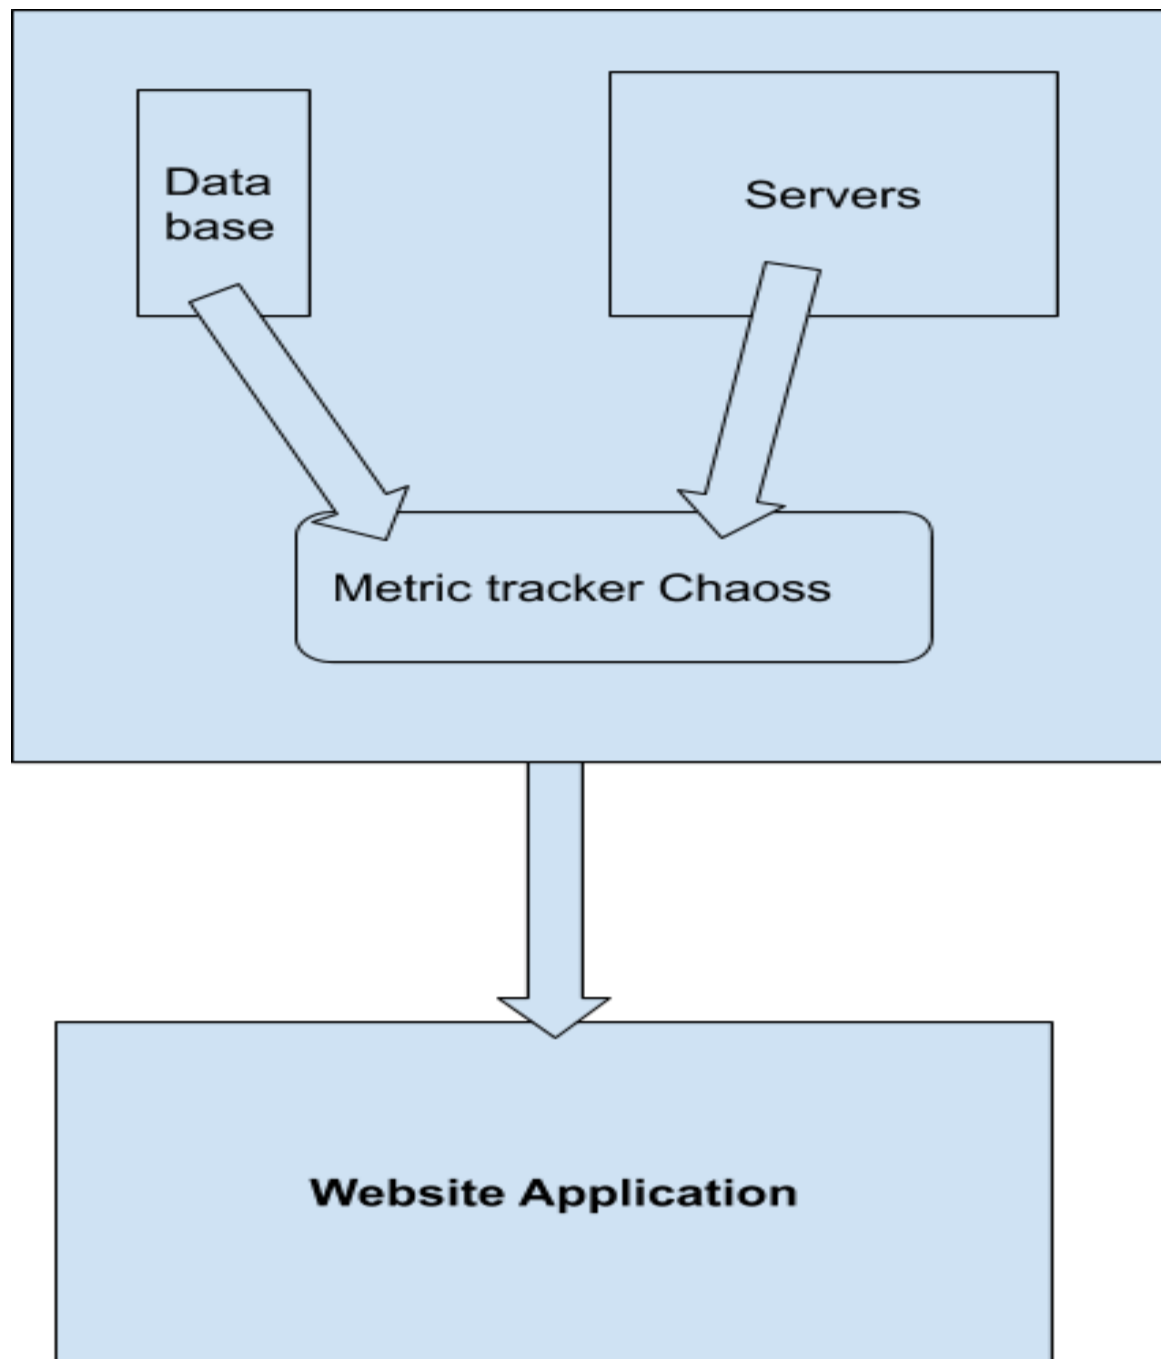 Data
base
Servers
Metric tracker Chaoss
Website Application